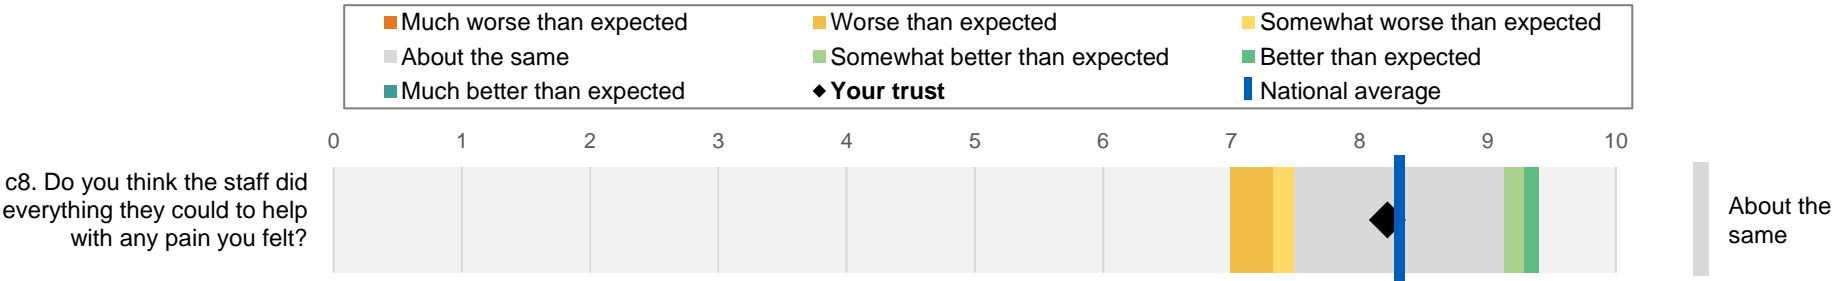 Much worse than expected Worse than expected Somewhat worse than expected
About the same Somewhat better than expected Better than expected
Much better than expected Your trust National average
0 1 2 3 4 5 6 7 8 9 10
c8. Do you think the staff did
everything they could to help
with any pain you felt?
About the
same